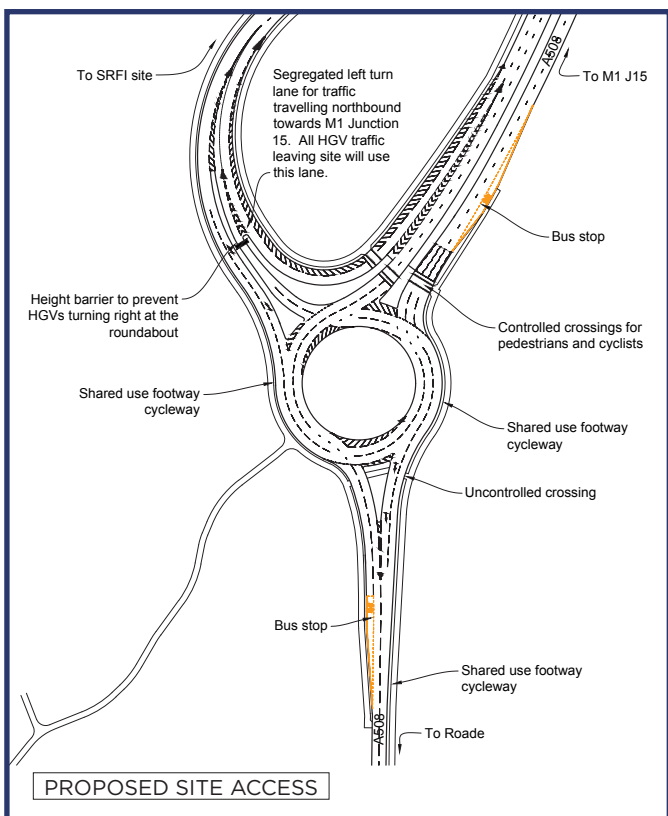 A508
To SRFI site
To M1 J15
Segregated left turn
lane for traffic
travelling northbound
towards M1 Junction
15. All HGV traffic
leaving site will use
this lane.
Bus stop
Height barrier to prevent
HGVs turning right at the
roundabout
Controlled crossings for
pedestrians and cyclists
Shared use footway
cycleway
Shared use footway
cycleway
Uncontrolled crossing
Bus stop
Shared use footway
cycleway
A508
To Roade
PROPOSED SITE ACCESS